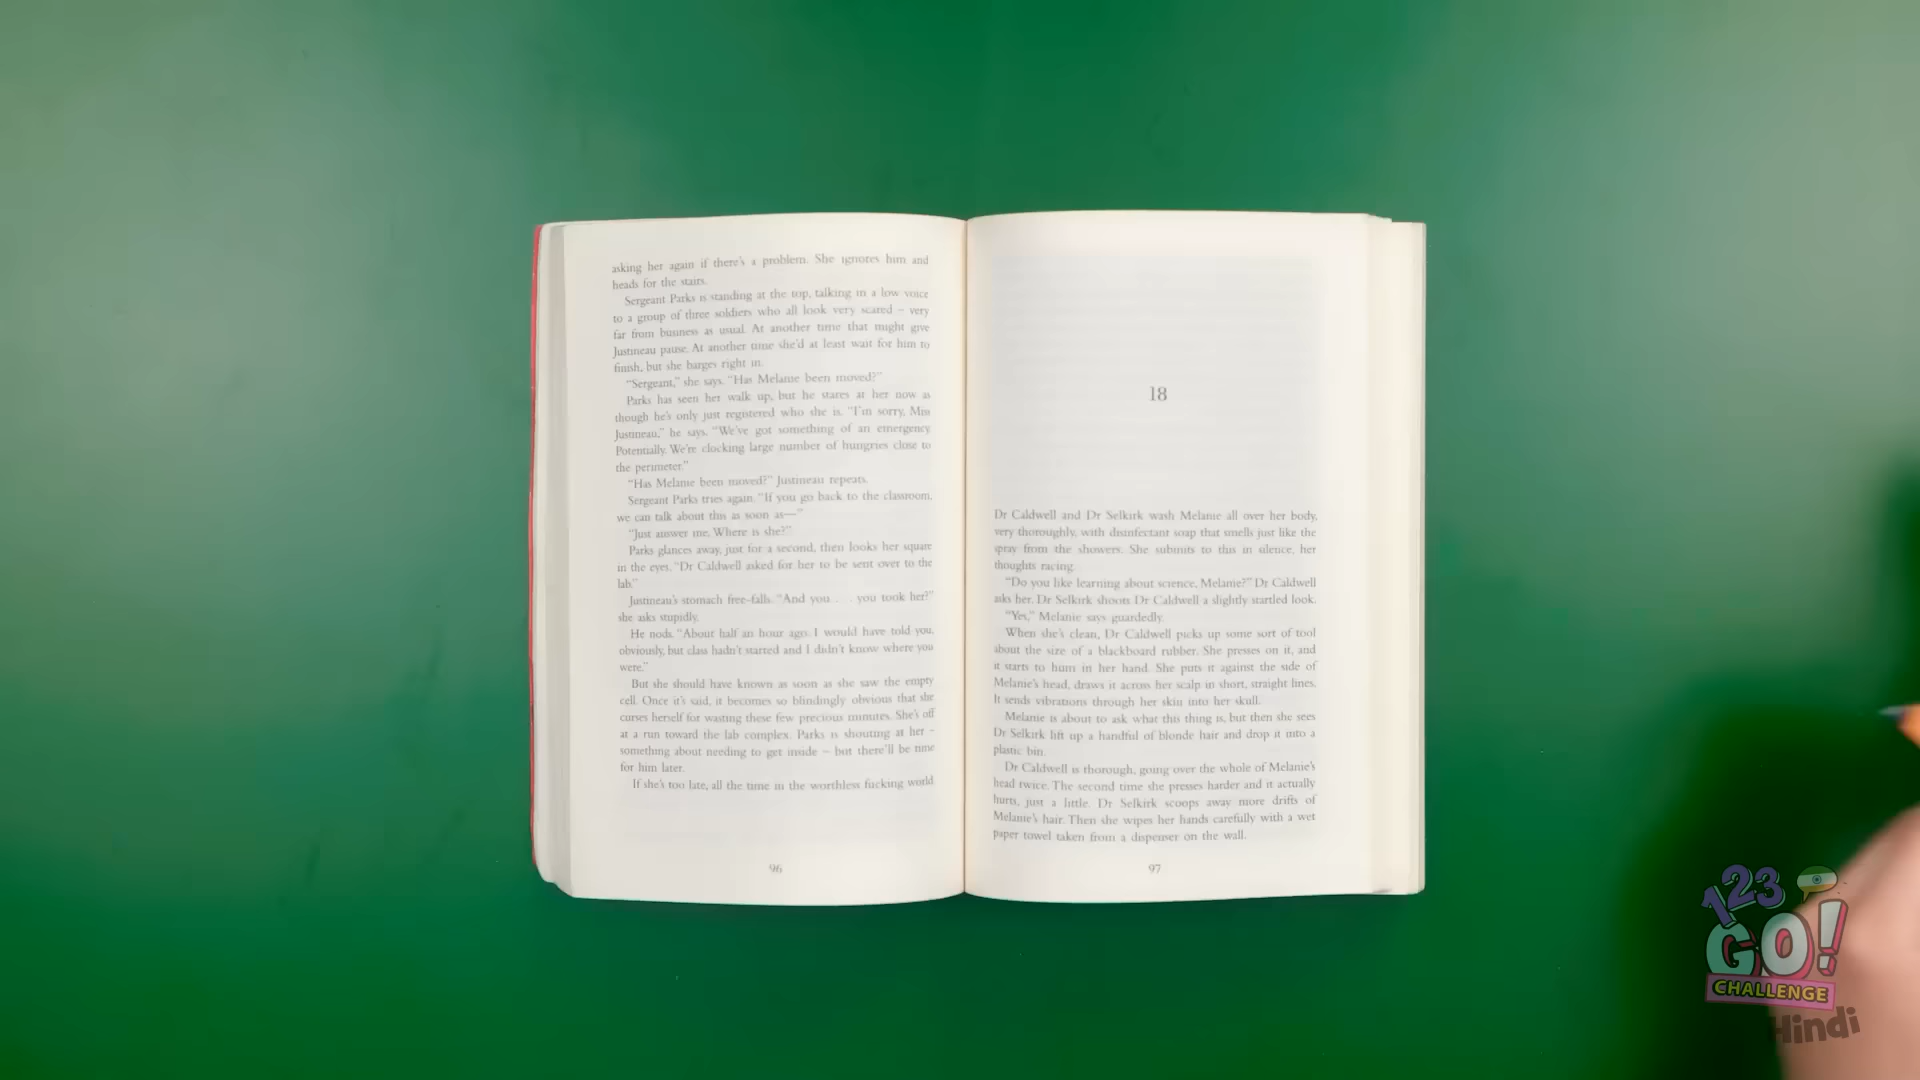 asking her again if there's a problem. She ignores him and
heads for the stairs.
Sergeant Parks is standing at the top, talking in a low voice
to a group of three soldiers who all look very scared – very
far from business as usual. At another time that might give
Justineau pause. At another time she'd at least wait for him to
finish, but she barges right in.
"Sergeant," she says. "Has Melanie been moved?"
Parks has seen her walk up, but he stares at her now as
though he's only just registered who she is. "I'm sorry, Miss
Justineau," he says. "We've got something of an emergency.
Potentially. We're clocking large number of hungries close to
the perimeter."
"Has Melanie been moved?" Justineau repeats.
Sergeant Parks tries again. "If you go back to the classroom,
we can talk about this as soon as—"
"Just answer me. Where is she?"
Parks glances away, just for a second, then looks her square
in the eyes. "Dr Caldwell asked for her to be sent over to the
lab."
Justineau's stomach free-falls. "And you . . . you took her?"
she asks stupidly.
He nods. "About half an hour ago. I would have told you,
obviously, but class hadn't started and I didn't know where you
were."
But she should have known as soon as she saw the empty
cell. Once it's said, it becomes so blindingly obvious that she
curses herself for wasting these few precious minutes. She's off
at a run toward the lab complex. Parks is shouting at her –
something about needing to get inside – but there'll be time
for him later.
If she's too late, all the time in the worthless fucking world
96
18
Dr Caldwell and Dr Selkirk wash Melanie all over her body,
very thoroughly, with disinfectant soap that smells just like the
spray from the showers. She submits to this in silence, her
thoughts racing.
"Do you like learning about science, Melanie?" Dr Caldwell
asks her. Dr Selkirk shoots Dr Caldwell a slightly startled look.
"Yes," Melanie says guardedly.
When she's clean, Dr Caldwell picks up some sort of tool
about the size of a blackboard rubber. She presses on it, and
it starts to hum in her hand. She puts it against the side of
Melanie's head, draws it across her scalp in short, straight lines.
It sends vibrations through her skin into her skull.
Melanie is about to ask what this thing is, but then she sees
Dr Selkirk lift up a handful of blonde hair and drop it into a
plastic bin.
Dr Caldwell is thorough, going over the whole of Melanie's
head twice. The second time she presses harder and it actually
hurts, just a little. Dr Selkirk scoops away more drifts of
Melanie's hair. Then she wipes her hands carefully with a wet
paper towel taken from a dispenser on the wall.
97
123
GO!
CHALLENGE
Hindi